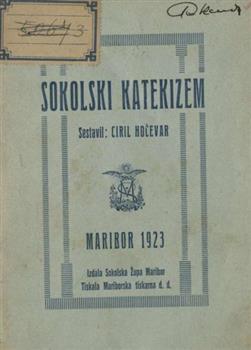 SOKOLSKI KATEKIZEM
Sestavil: CIRIL HOČEVAR
MARIBOR 1923
Izdala Sokolska Župa Maribor
Tiskala Mariborska tiskarna d. d.